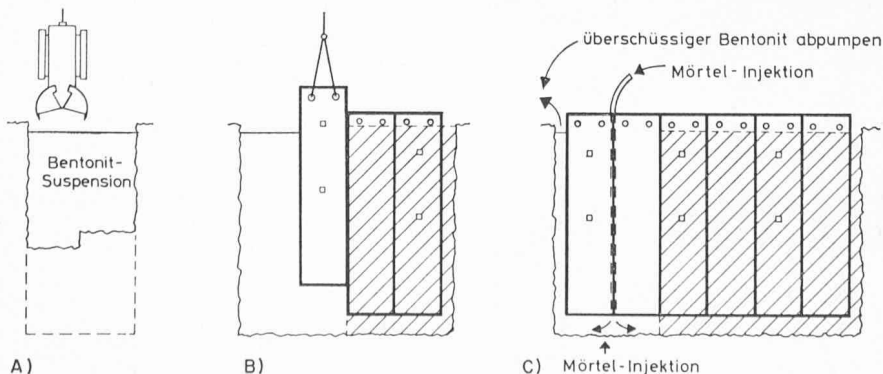 überschüssiger Bentonit abpumpen
Mörtel-Injektion
Bentonit-
Suspension
A)
B)
C)
Mörtel-Injektion